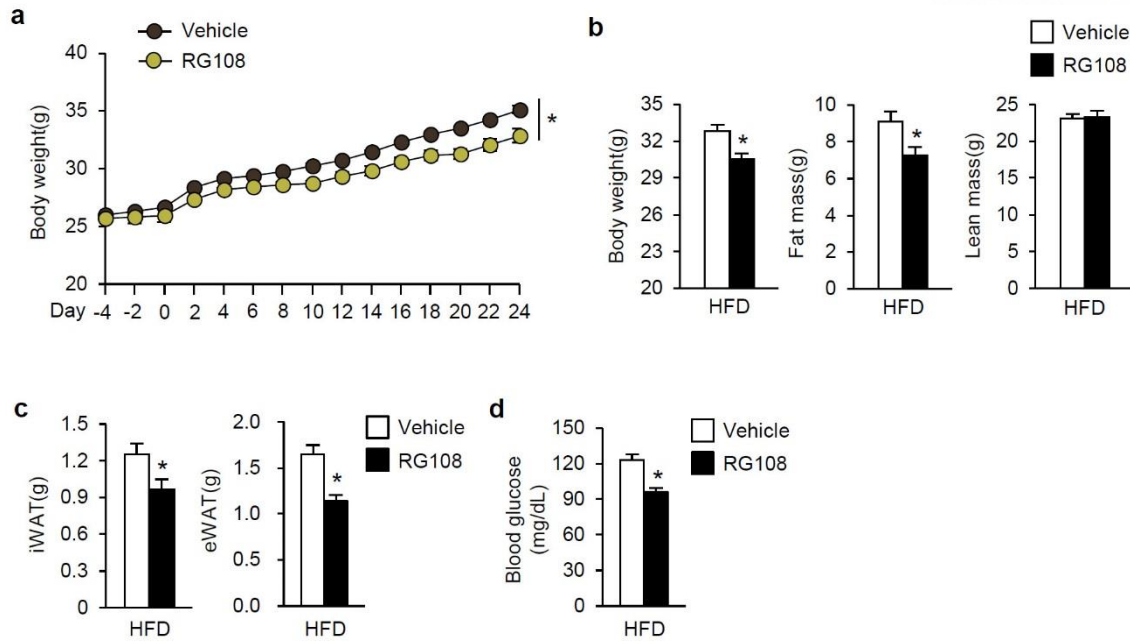 a
Vehicle
RG108
Body weight(g)
40
35
30
25
20
*
Day -4 -2 0 2 4 6 8 10 12 14 16 18 20 22 24
b
Vehicle
RG108
Body weight(g)
35
32
29
26
23
20
*
HFD
Fat mass(g)
10
8
6
4
2
0
*
HFD
Lean mass(g)
25
20
15
10
5
0
HFD
c
iWAT(g)
1.5
1.2
0.9
0.6
0.3
0
*
HFD
eWAT(g)
2.0
1.5
1.0
0.5
0.0
*
HFD
Vehicle
RG108
d
Blood glucose
(mg/dL)
150
120
90
60
30
0
*
HFD
Vehicle
RG108